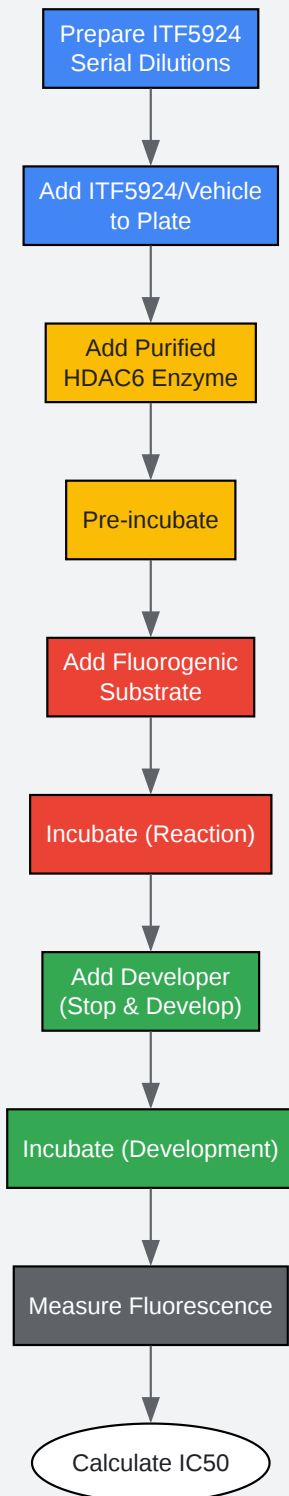 Prepare ITF5924
Serial Dilutions
Add ITF5924/Vehicle
to Plate
Add Purified
HDAC6 Enzyme
Pre-incubate
Add Fluorogenic
Substrate
Incubate (Reaction)
Add Developer
(Stop & Develop)
Incubate (Development)
Measure Fluorescence
Calculate IC50